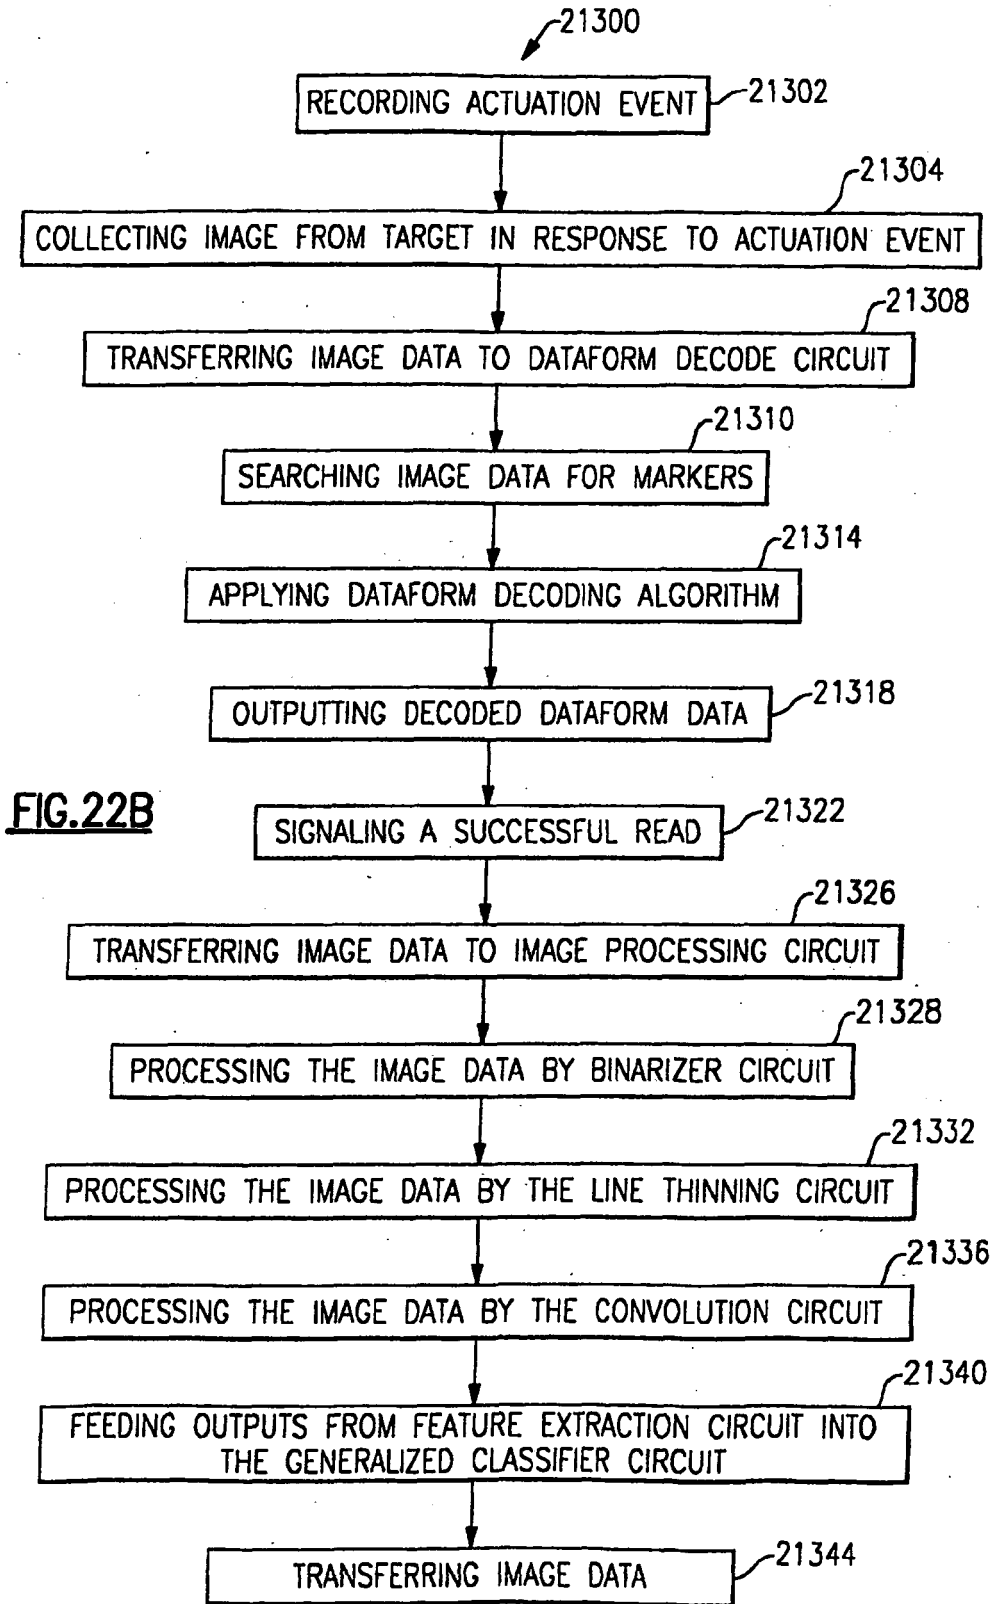 21300
RECORDING ACTUATION EVENT
21302
21304
COLLECTING IMAGE FROM TARGET IN RESPONSE TO ACTUATION EVENT
21308
TRANSFERRING IMAGE DATA TO DATAFORM DECODE CIRCUIT
21310
SEARCHING IMAGE DATA FOR MARKERS
21314
APPLYING DATAFORM DECODING ALGORITHM
21318
OUTPUTTING DECODED DATAFORM DATA
FIG.22B
21322
SIGNALING A SUCCESSFUL READ
21326
TRANSFERRING IMAGE DATA TO IMAGE PROCESSING CIRCUIT
21328
PROCESSING THE IMAGE DATA BY BINARIZER CIRCUIT
21332
PROCESSING THE IMAGE DATA BY THE LINE THINNING CIRCUIT
21336
PROCESSING THE IMAGE DATA BY THE CONVOLUTION CIRCUIT
21340
FEEDING OUTPUTS FROM FEATURE EXTRACTION CIRCUIT INTO
THE GENERALIZED CLASSIFIER CIRCUIT
21344
TRANSFERRING IMAGE DATA